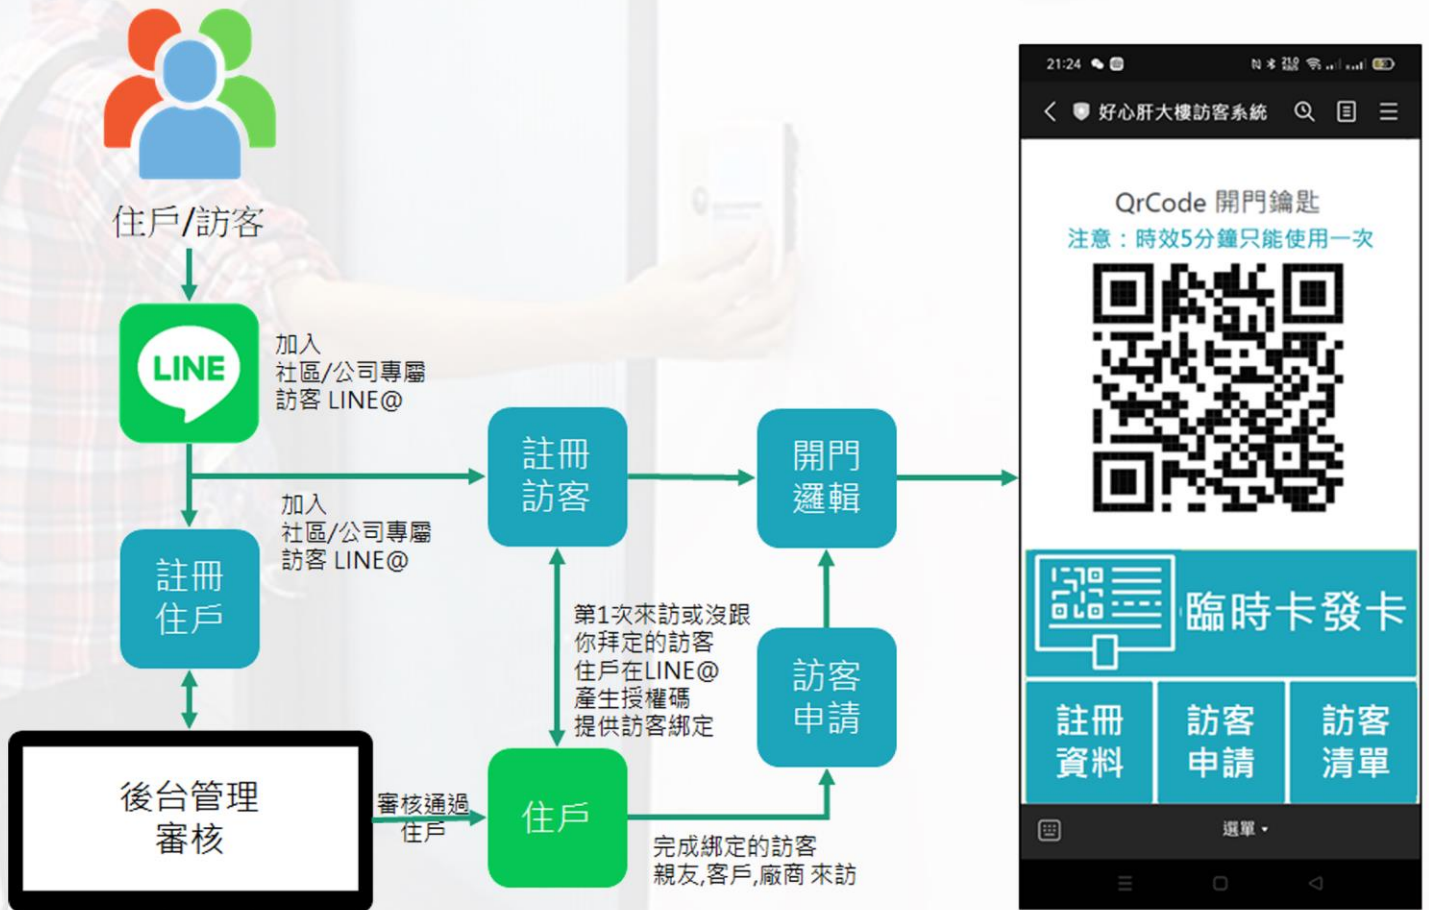 住戶/訪客
LINE
加入
社區/公司專屬
訪客 LINE@
加入
社區/公司專屬
訪客 LINE@
註冊
住戶
後台管理
審核
審核通過
住戶
註冊
訪客
第1次來訪或沒跟
你拜定的訪客
住戶在LINE@
產生授權碼
提供訪客綁定
住戶
完成綁定的訪客
親友,客戶,廠商 來訪
開門
邏輯
訪客
申請
21:24
好心肝大樓訪客系統
QrCode 開門鑰匙
注意：時效5分鐘只能使用一次
臨時卡發卡
註冊
資料
訪客
申請
訪客
清單
選單